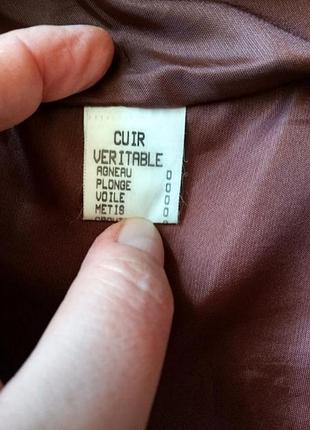 CUIR
VERITABLE
AGNEAU
PLONGE
VOILE
METIS